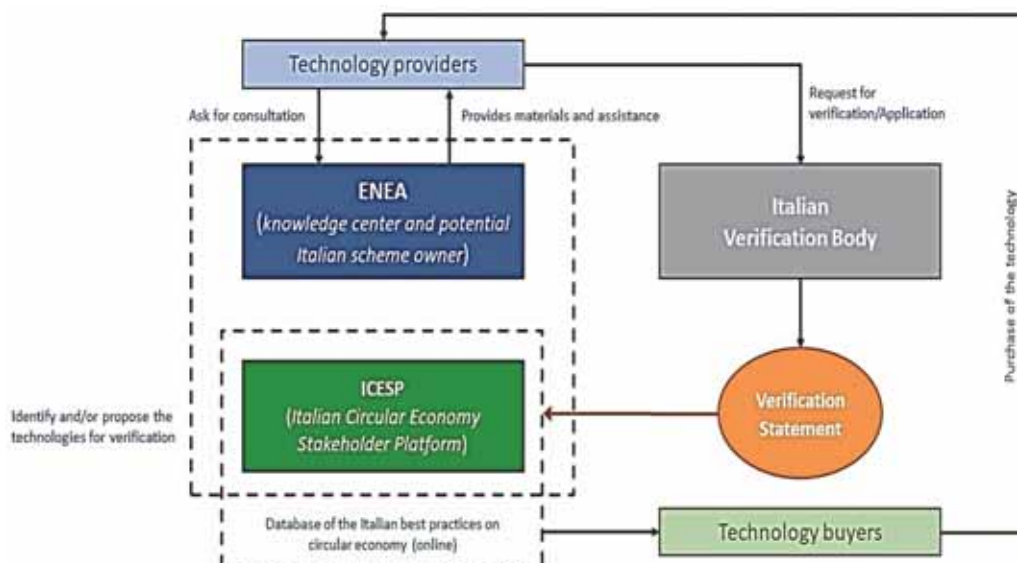 Technology providers
Ask for consultation
Provides materials and assistance
Request for
verification/Application
ENEA
(knowledge center and potential
Italian scheme owner)
Italian
Verification Body
Purchase of the technology
ICESP
(Italian Circular Economy
Stakeholder Platform)
Verification
Statement
Identify and/or propose the
technologies for verification
Database of the Italian best practices on
circular economy (online)
Technology buyers